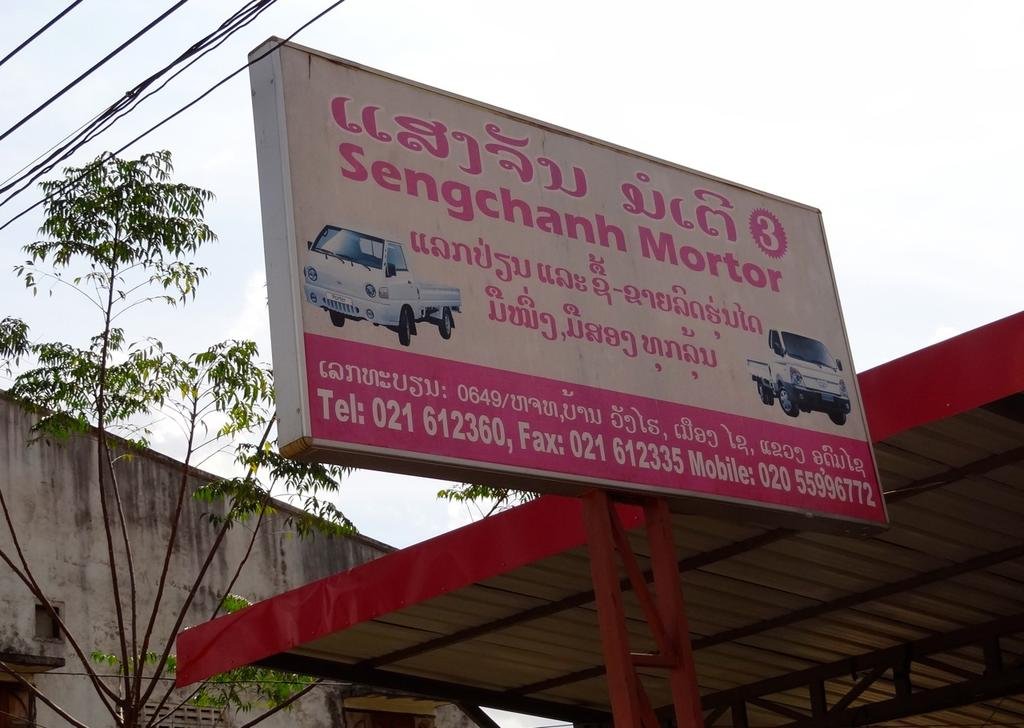 ແສງຈັນ ມໍເຕີ 3
Sengchanh Mortor
ແລກປ່ຽນ ແລະ ຊື້-ຂາຍລົດຮຸ່ນໃດ
ມືໜຶ່ງ,ມືສອງ ທຸກລຸ້ນ
ເລກທະບຽນ: 0649/ຫຈທ,ບ້ານ ວັງໄຮ, ເມືອງ ໄຊ, ແຂວງ ອຸດົມໄຊ
Tel: 021 612360, Fax: 021 612335 Mobile: 020 55996772